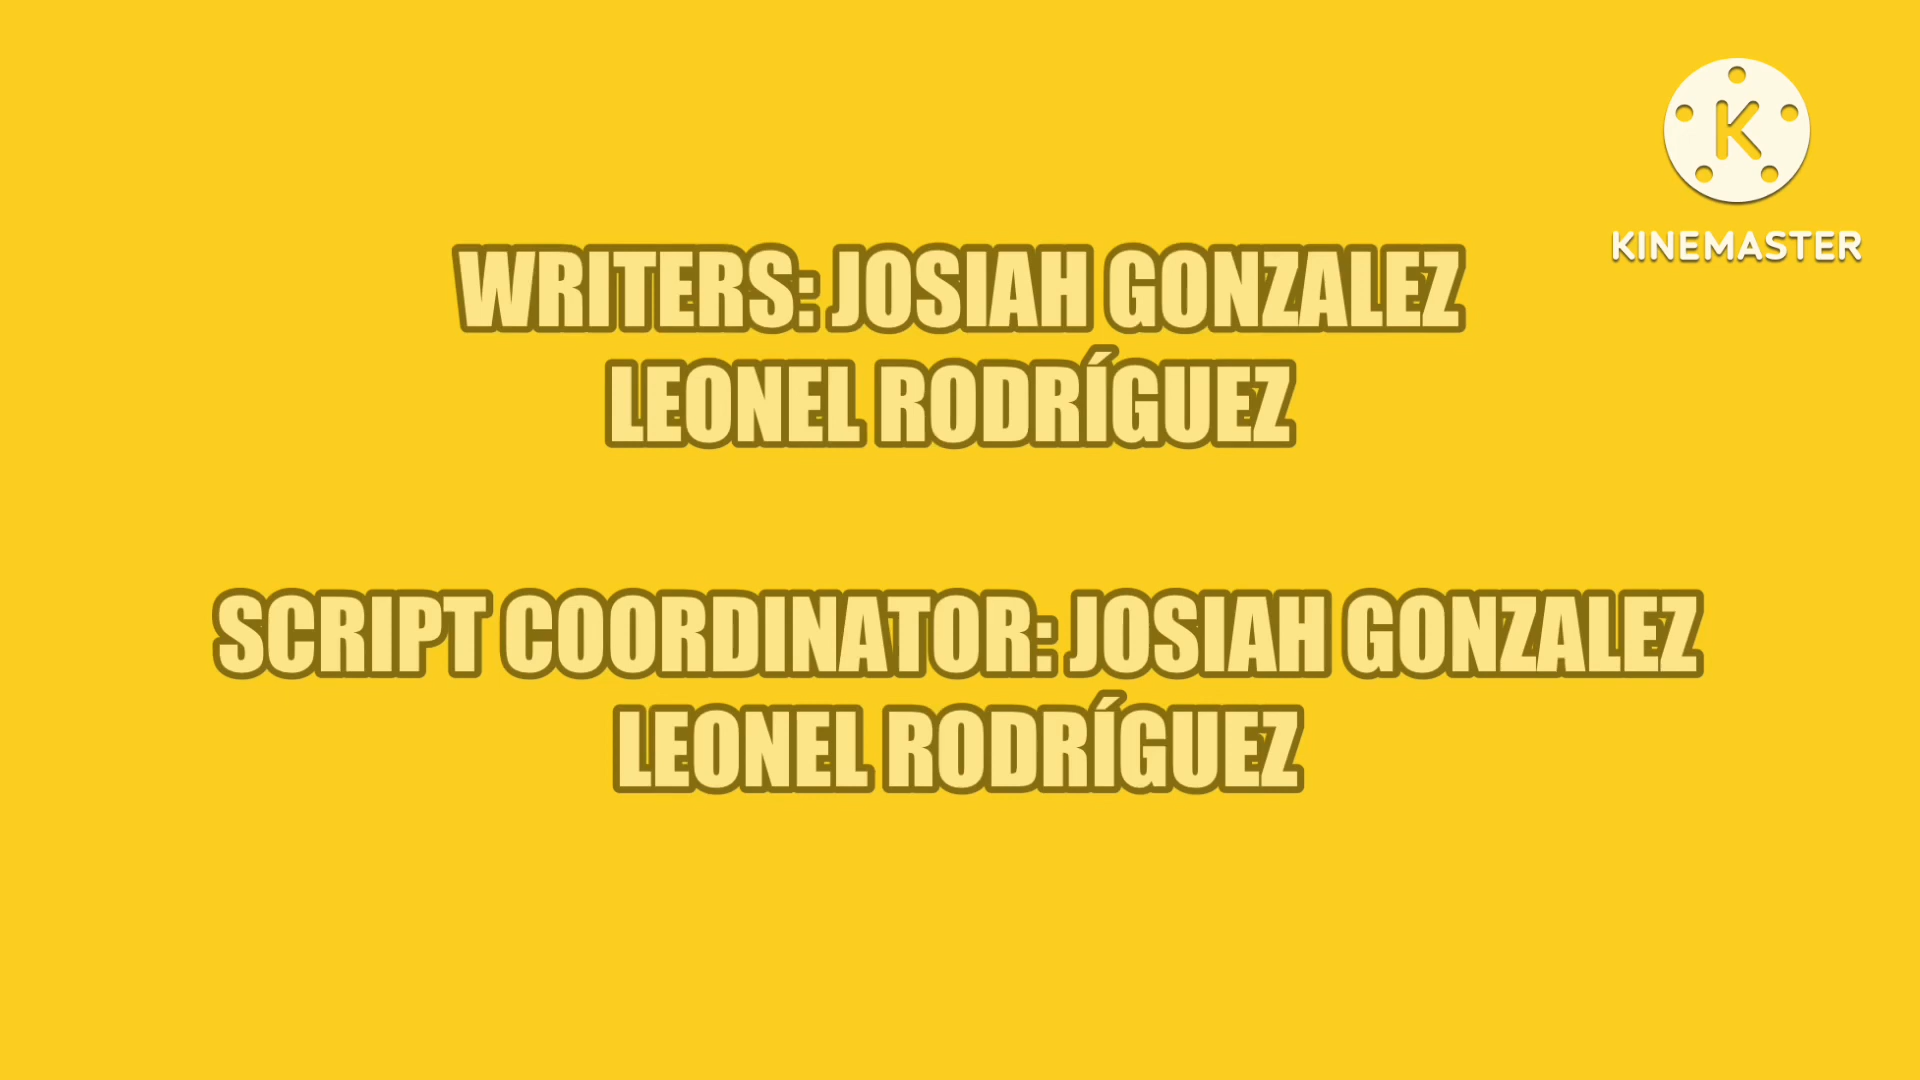 K
KINEMASTER
WRITERS: JOSIAH GONZALEZ
LEONEL RODRÍGUEZ
SCRIPT COORDINATOR: JOSIAH GONZALEZ
LEONEL RODRÍGUEZ